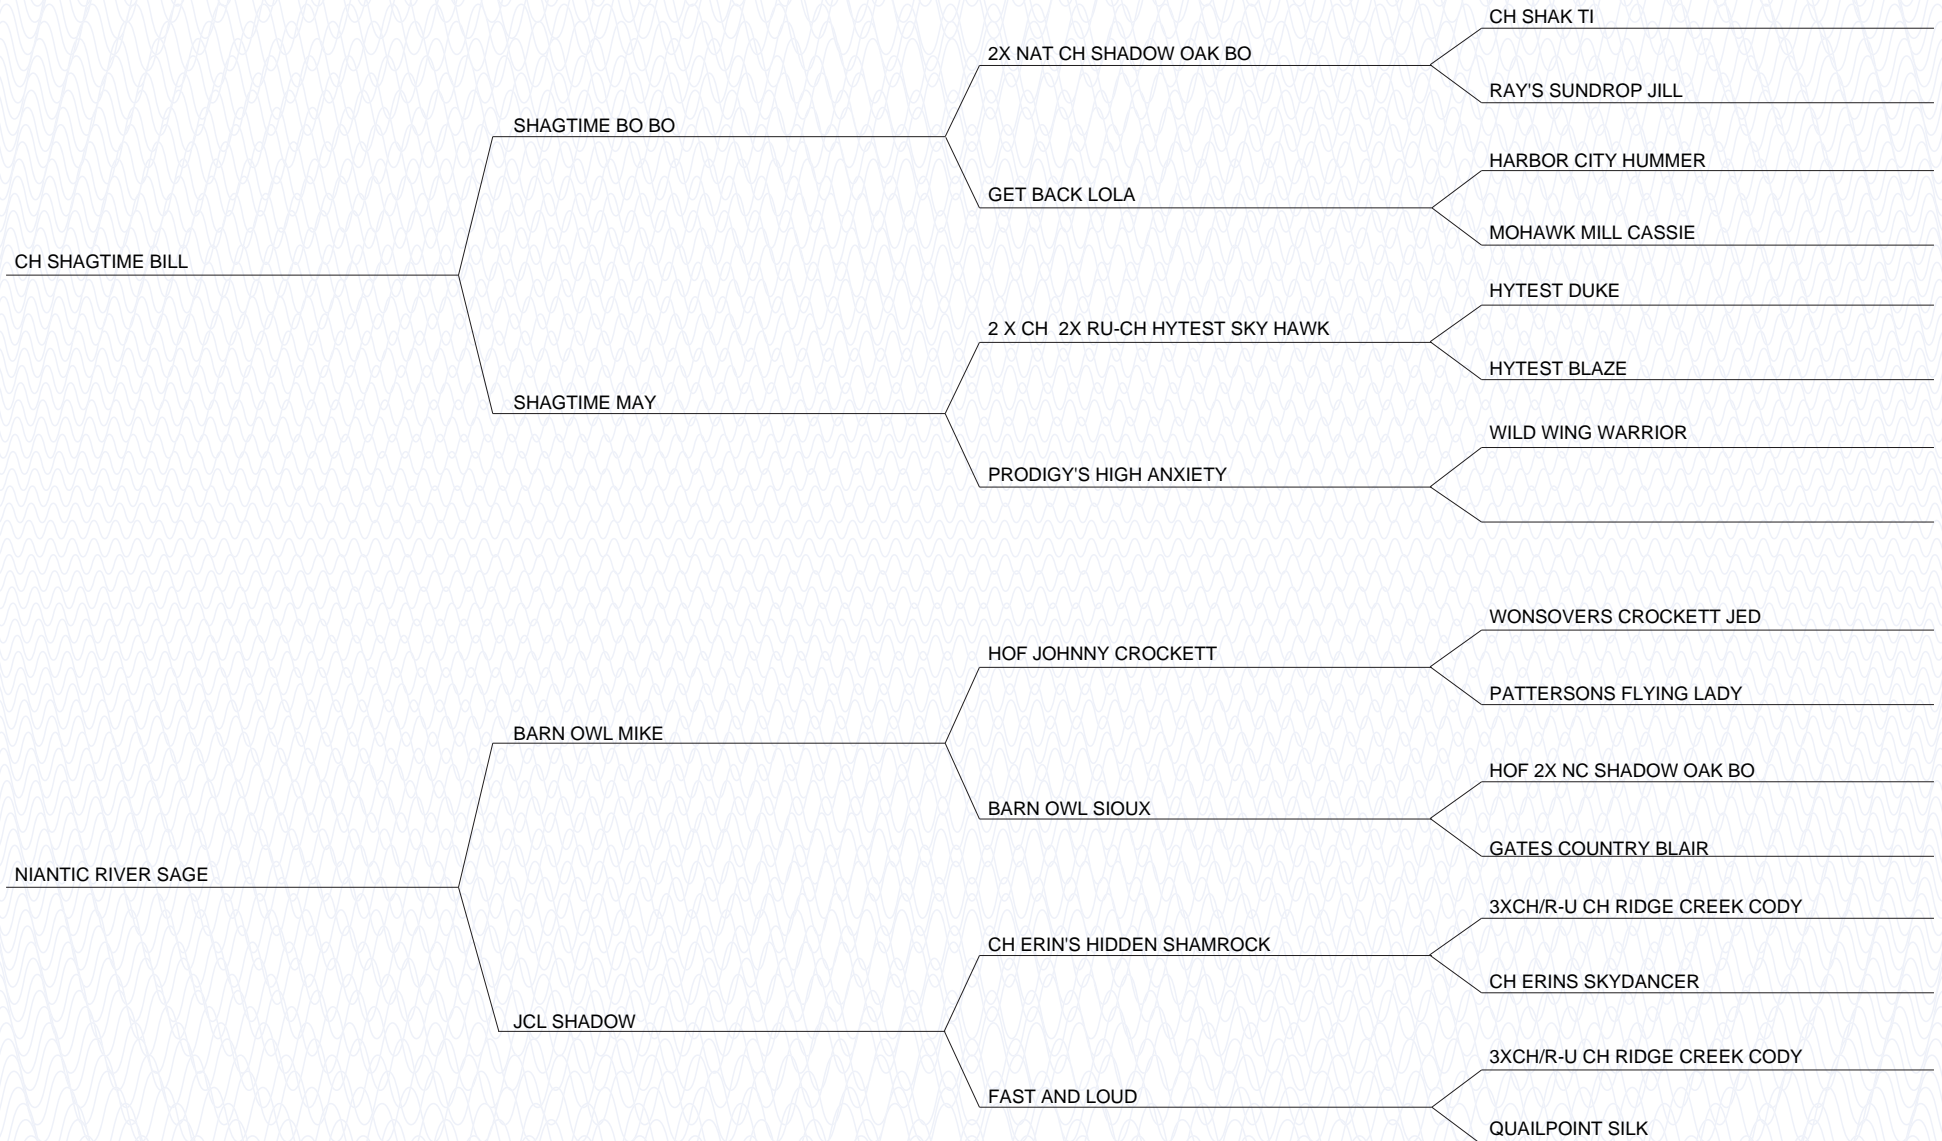 CH SHAK TI
2X NAT CH SHADOW OAK BO
RAY'S SUNDROP JILL
SHAGTIME BO BO
HARBOR CITY HUMMER
GET BACK LOLA
MOHAWK MILL CASSIE
CH SHAGTIME BILL
HYTEST DUKE
2 X CH  2X RU-CH HYTEST SKY HAWK
HYTEST BLAZE
SHAGTIME MAY
WILD WING WARRIOR
PRODIGY'S HIGH ANXIETY
WONSOVERS CROCKETT JED
HOF JOHNNY CROCKETT
PATTERSONS FLYING LADY
BARN OWL MIKE
HOF 2X NC SHADOW OAK BO
BARN OWL SIOUX
GATES COUNTRY BLAIR
NIANTIC RIVER SAGE
3XCH/R-U CH RIDGE CREEK CODY
CH ERIN'S HIDDEN SHAMROCK
CH ERINS SKYDANCER
JCL SHADOW
3XCH/R-U CH RIDGE CREEK CODY
FAST AND LOUD
QUAILPOINT SILK